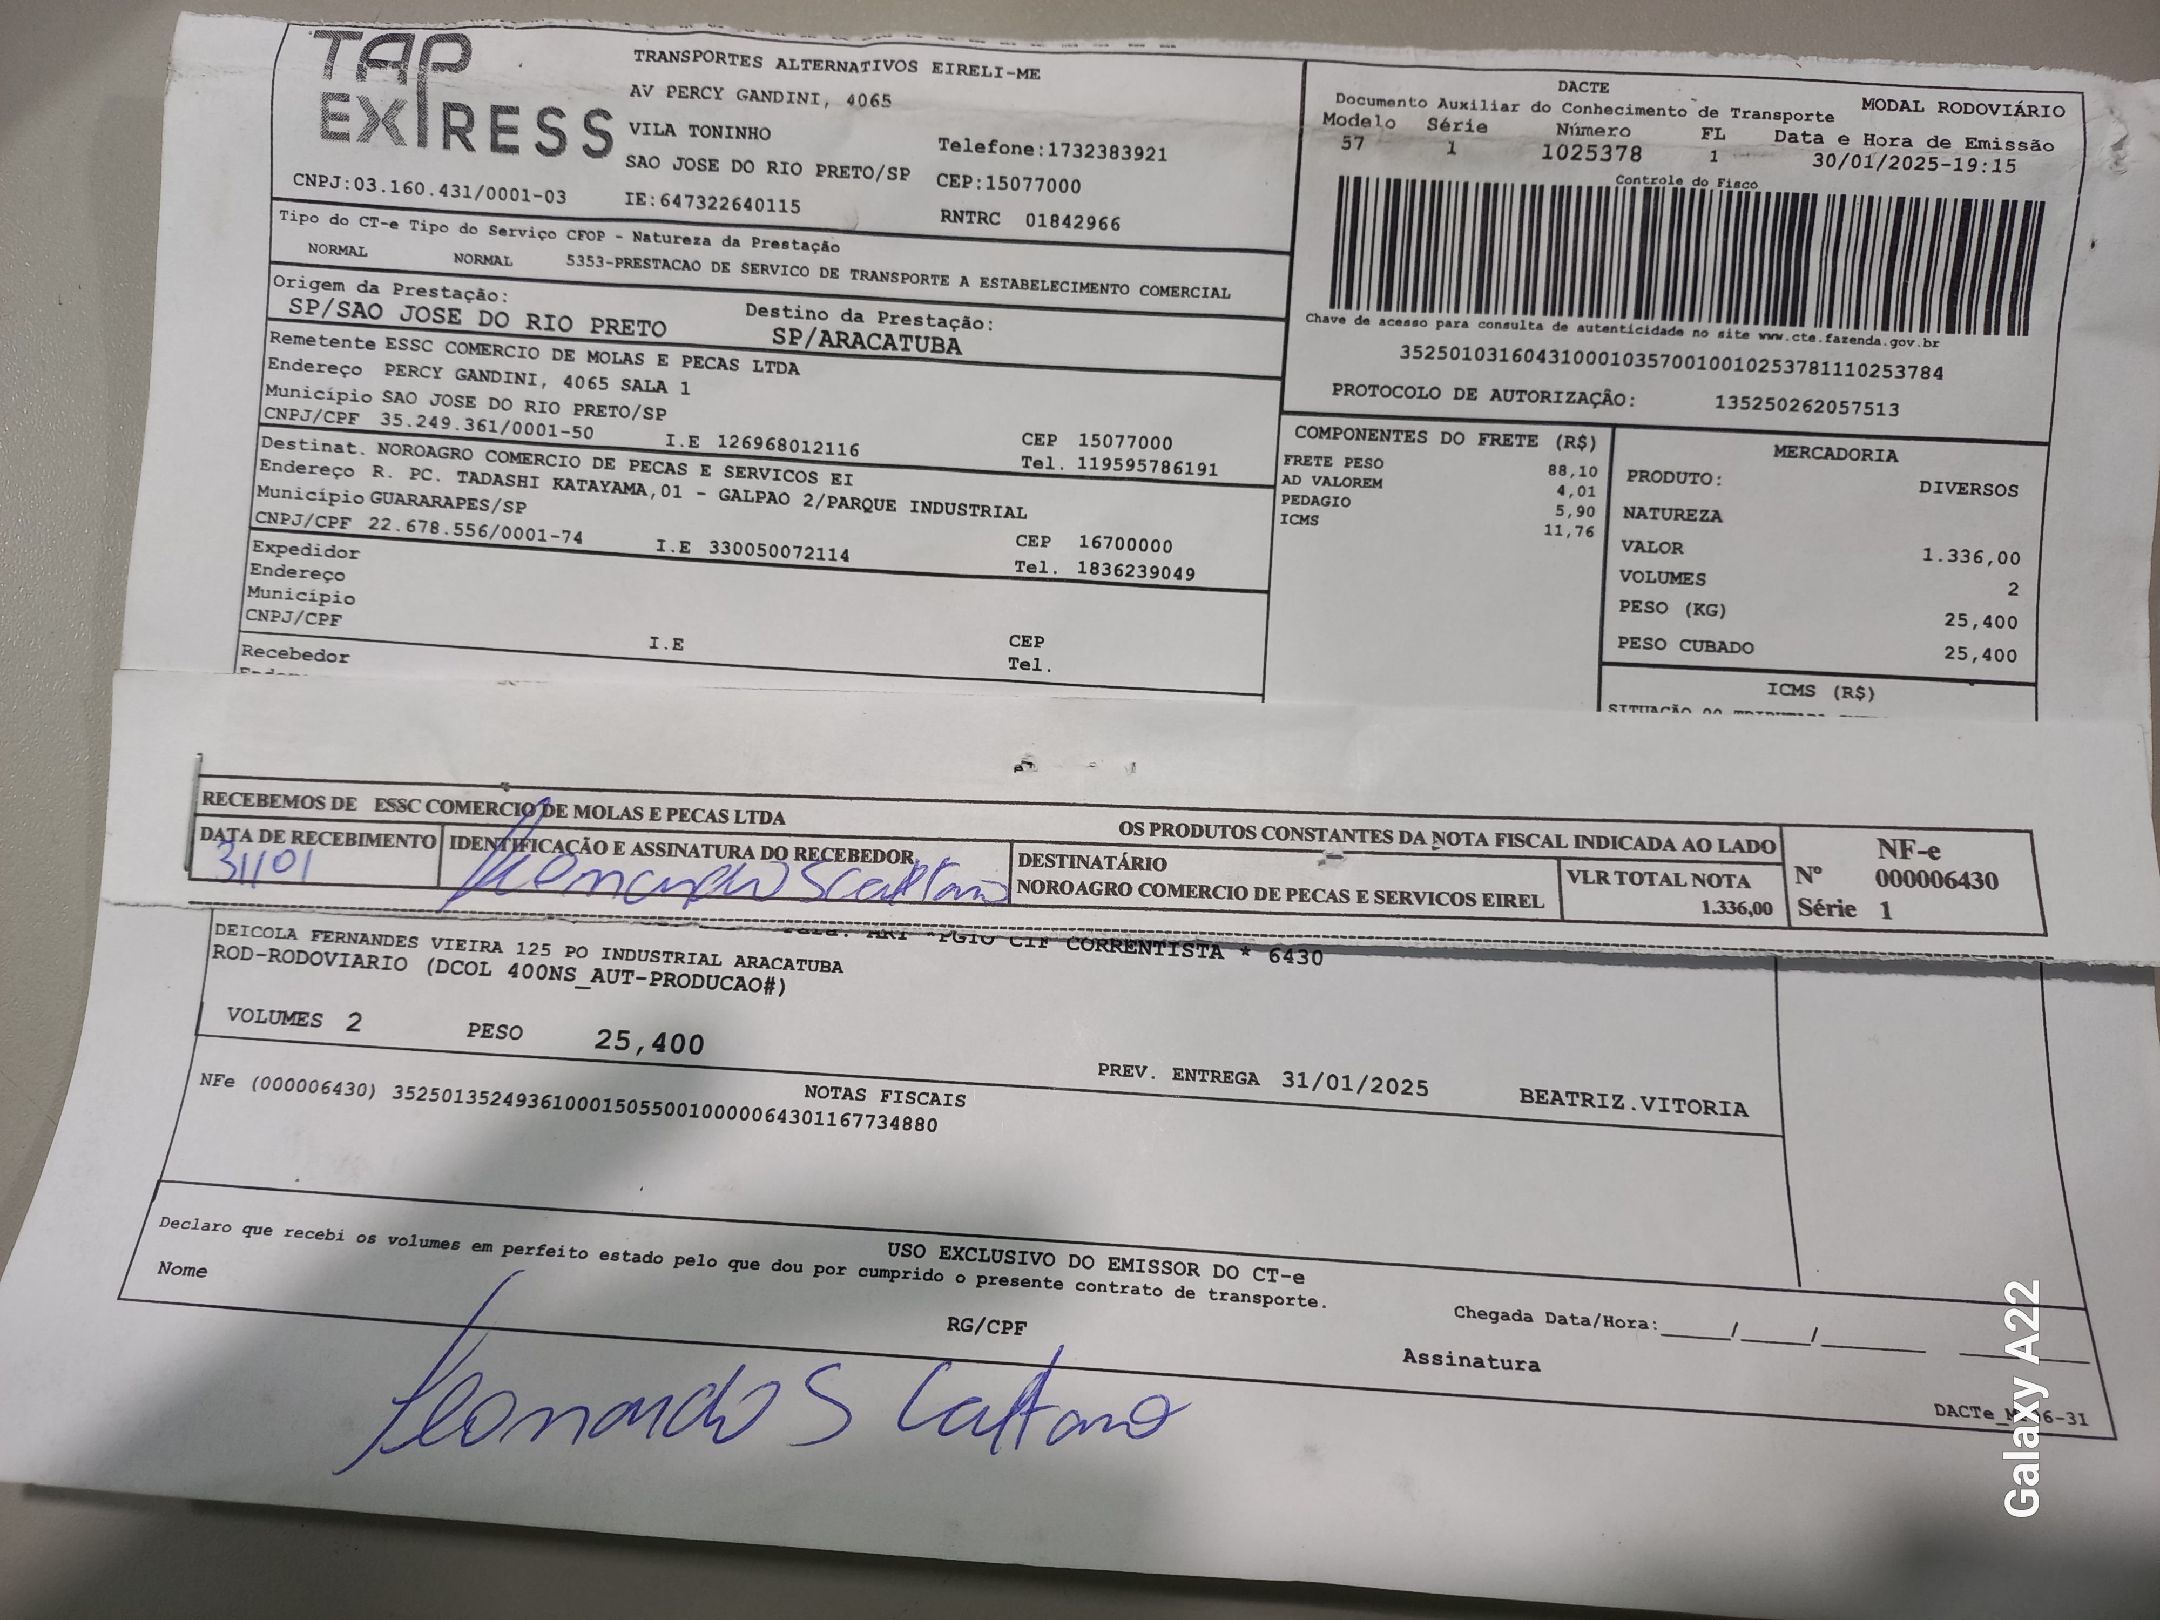 TAP EXPRESS
TRANSPORTES ALTERNATIVOS EIRELI-ME
AV PERCY GANDINI, 4065
VILA TONINHO
Telefone:1732383921
SAO JOSE DO RIO PRETO/SP CEP:15077000
CNPJ:03.160.431/0001-03 IE:647322640115 RNTRC 01842966
DACTE
Documento Auxiliar do Conhecimento de Transporte MODAL RODOVIÁRIO
Modelo Série Número FL Data e Hora de Emissão
57 1 1025378 1 30/01/2025-19:15
Controle do Fisco
Chave de acesso para consulta de autenticidade no site www.cte.fazenda.gov.br
35250103160431000103570010010253781110253784
PROTOCOLO DE AUTORIZAÇÃO: 135250262057513
Tipo do CT-e Tipo do Serviço CFOP - Natureza da Prestação
NORMAL NORMAL 5353-PRESTACAO DE SERVICO DE TRANSPORTE A ESTABELECIMENTO COMERCIAL
Origem da Prestação: Destino da Prestação:
SP/SAO JOSE DO RIO PRETO SP/ARACATUBA
Remetente ESSC COMERCIO DE MOLAS E PECAS LTDA
Endereço PERCY GANDINI, 4065 SALA 1
Município SAO JOSE DO RIO PRETO/SP CEP 15077000
CNPJ/CPF 35.249.361/0001-50 I.E 126968012116 Tel. 119595786191
Destinat. NOROAGRO COMERCIO DE PECAS E SERVICOS EI
Endereço R. PC. TADASHI KATAYAMA,01 - GALPAO 2/PARQUE INDUSTRIAL
Município GUARARAPES/SP CEP 16700000
CNPJ/CPF 22.678.556/0001-74 I.E 330050072114 Tel. 1836239049
Expedidor
Endereço
Município CEP
CNPJ/CPF I.E Tel.
Recebedor
COMPONENTES DO FRETE (R$)
FRETE PESO 88,10
AD VALOREM 4,01
PEDAGIO 5,90
ICMS 11,76
MERCADORIA
PRODUTO: DIVERSOS
NATUREZA
VALOR 1.336,00
VOLUMES 2
PESO (KG) 25,400
PESO CUBADO 25,400
ICMS (R$)
RECEBEMOS DE ESSC COMERCIO DE MOLAS E PECAS LTDA OS PRODUTOS CONSTANTES DA NOTA FISCAL INDICADA AO LADO
DATA DE RECEBIMENTO IDENTIFICAÇÃO E ASSINATURA DO RECEBEDOR
31/01
DESTINATÁRIO
NOROAGRO COMERCIO DE PECAS E SERVICOS EIREL
VLR TOTAL NOTA
1.336,00
NF-e
Nº 000006430
Série 1
CIF CORRENTISTA * 6430
DEICOLA FERNANDES VIEIRA 125 PO INDUSTRIAL ARACATUBA
ROD-RODOVIARIO (DCOL 400NS_AUT-PRODUCAO#)
VOLUMES 2 PESO 25,400 PREV. ENTREGA 31/01/2025 BEATRIZ.VITORIA
NOTAS FISCAIS
NFe (000006430) 35250135249361000150550010000064301167734880
USO EXCLUSIVO DO EMISSOR DO CT-e
Declaro que recebi os volumes em perfeito estado pelo que dou por cumprido o presente contrato de transporte.
Nome RG/CPF Chegada Data/Hora:____/____/______ ______
Assinatura
Leonardo S Caetano
Galaxy A22